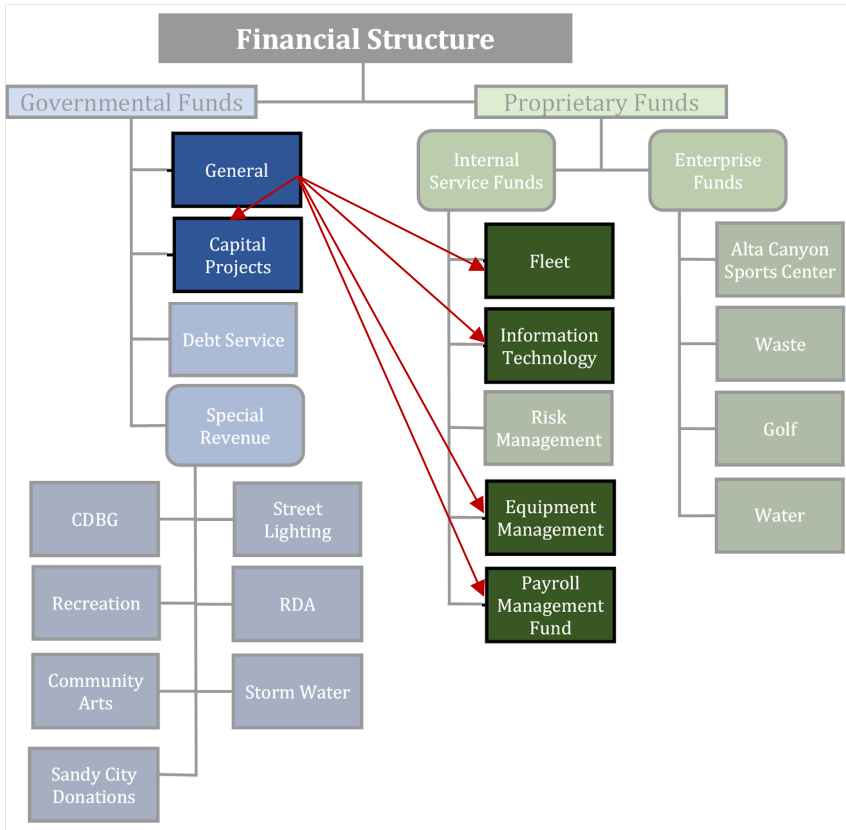 Financial Structure
Governmental Funds
Proprietary Funds
General
Capital
Projects
Debt Service
Special
Revenue
CDBG
Street
Lighting
Recreation
RDA
Community
Arts
Storm Water
Sandy City
Donations
Internal
Service Funds
Fleet
Information
Technology
Risk
Management
Equipment
Management
Payroll
Management
Fund
Enterprise
Funds
Alta Canyon
Sports Center
Waste
Golf
Water